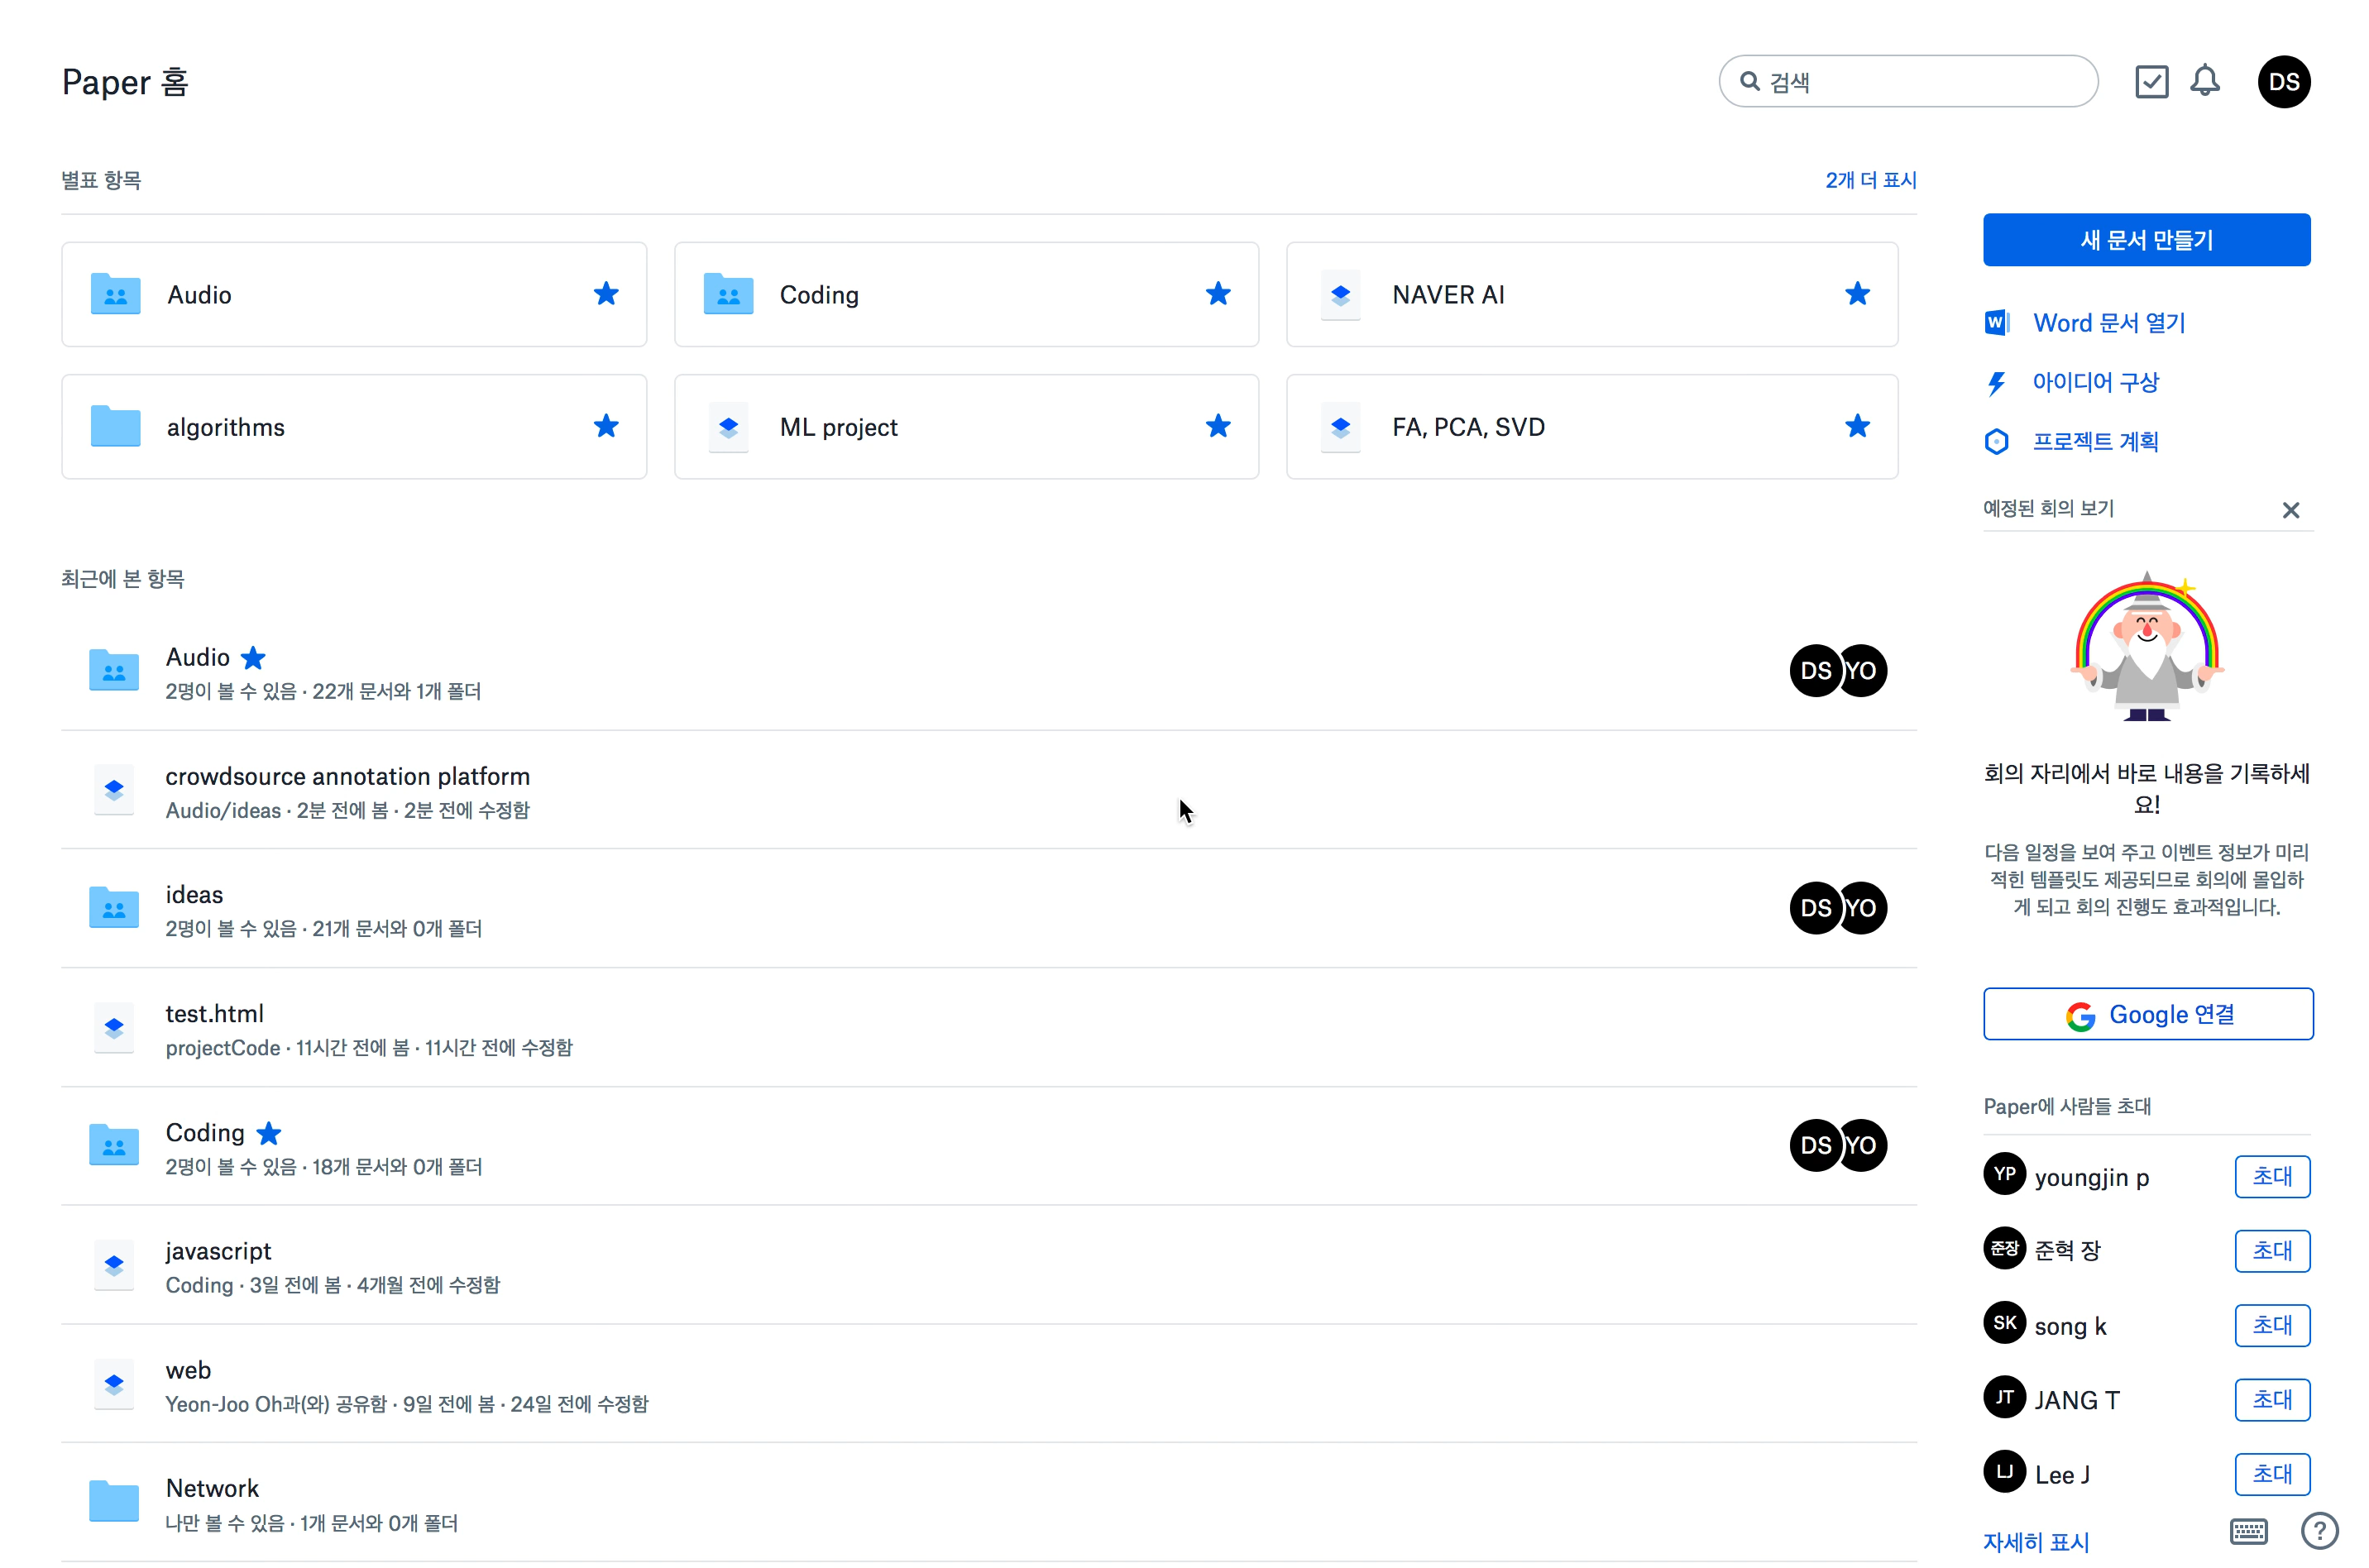 Paper 홈
검색
DS
별표 항목
2개 더 표시
Audio
Coding
NAVER AI
algorithms
ML project
FA, PCA, SVD
최근에 본 항목
Audio
2명이 볼 수 있음 · 22개 문서와 1개 폴더
DS YO
crowdsource annotation platform
Audio/ideas · 2분 전에 봄 · 2분 전에 수정함
ideas
2명이 볼 수 있음 · 21개 문서와 0개 폴더
DS YO
test.html
projectCode · 11시간 전에 봄 · 11시간 전에 수정함
Coding
2명이 볼 수 있음 · 18개 문서와 0개 폴더
DS YO
javascript
Coding · 3일 전에 봄 · 4개월 전에 수정함
web
Yeon-Joo Oh과(와) 공유함 · 9일 전에 봄 · 24일 전에 수정함
Network
나만 볼 수 있음 · 1개 문서와 0개 폴더
새 문서 만들기
W
Word 문서 열기
아이디어 구상
프로젝트 계획
예정된 회의 보기
회의 자리에서 바로 내용을 기록하세
요!
다음 일정을 보여 주고 이벤트 정보가 미리
적힌 템플릿도 제공되므로 회의에 몰입하
게 되고 회의 진행도 효과적입니다.
Google 연결
Paper에 사람들 초대
YP youngjin p 초대
준장 준혁 장 초대
SK song k 초대
JT JANG T 초대
LJ Lee J 초대
자세히 표시
?